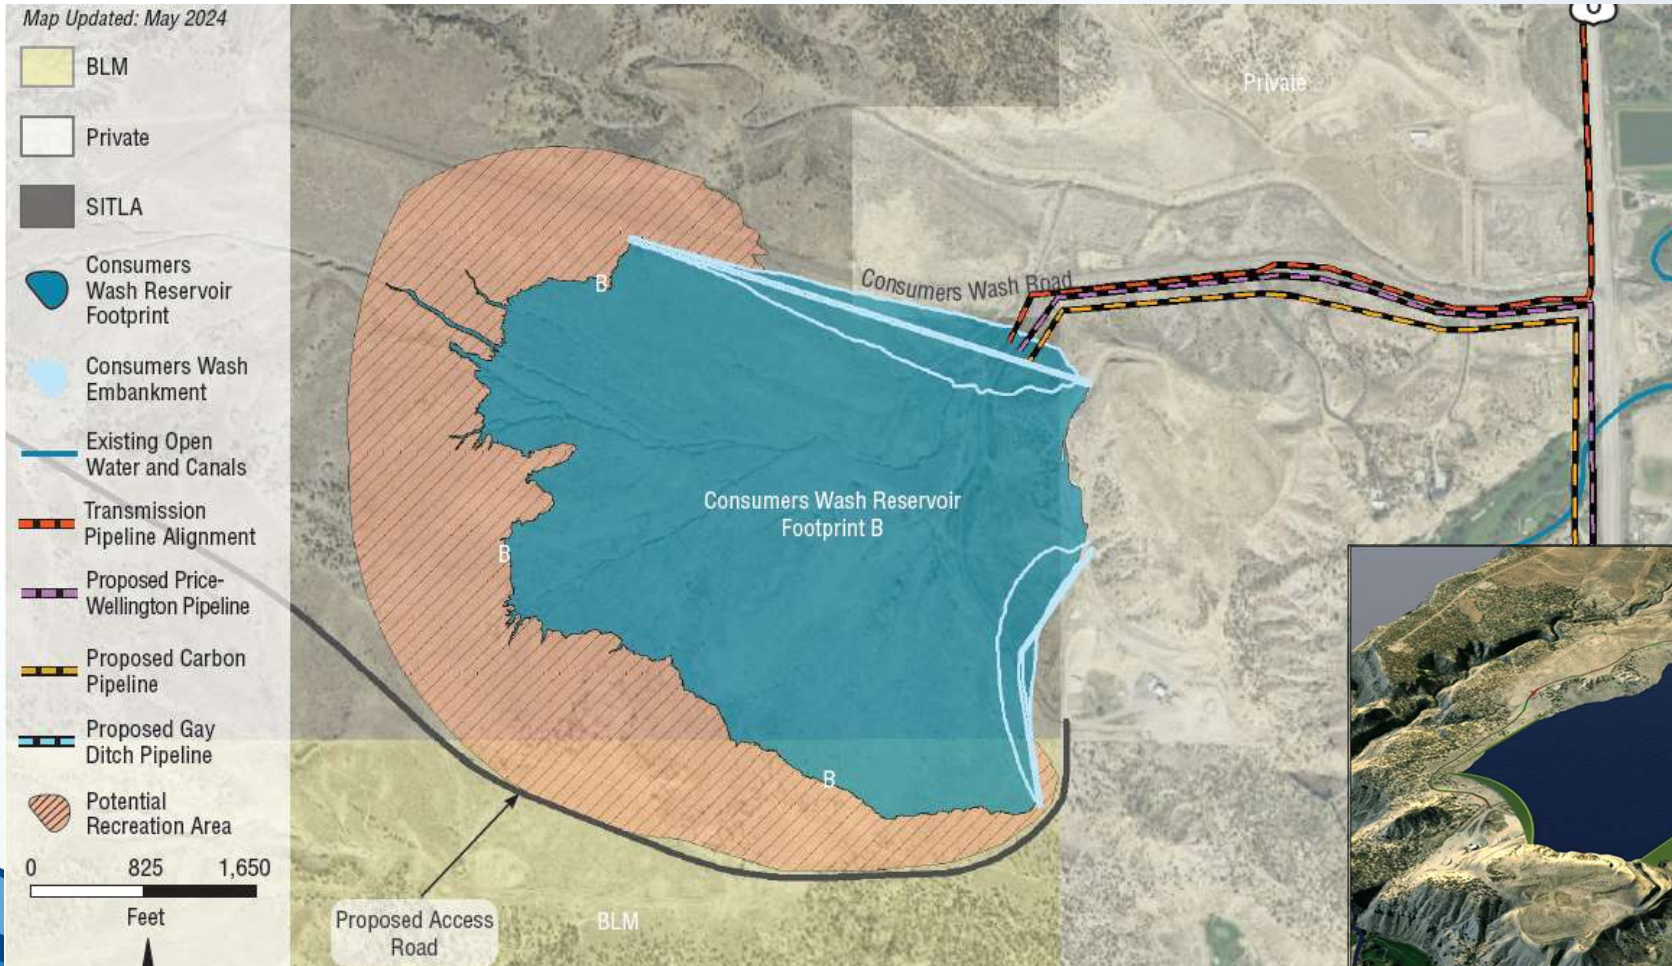 Map Updated: May 2024
BLM
Private
SITLA
Consumers
Wash Reservoir
Footprint
Consumers Wash
Embankment
Existing Open
Water and Canals
Transmission
Pipeline Alignment
Proposed Price-
Wellington Pipeline
Proposed Carbon
Pipeline
Proposed Gay
Ditch Pipeline
Potential
Recreation Area
0 825 1,650
Feet
Private
Consumers Wash Road
B
Consumers Wash Reservoir
Footprint B
B
B
Proposed Access
Road
BLM